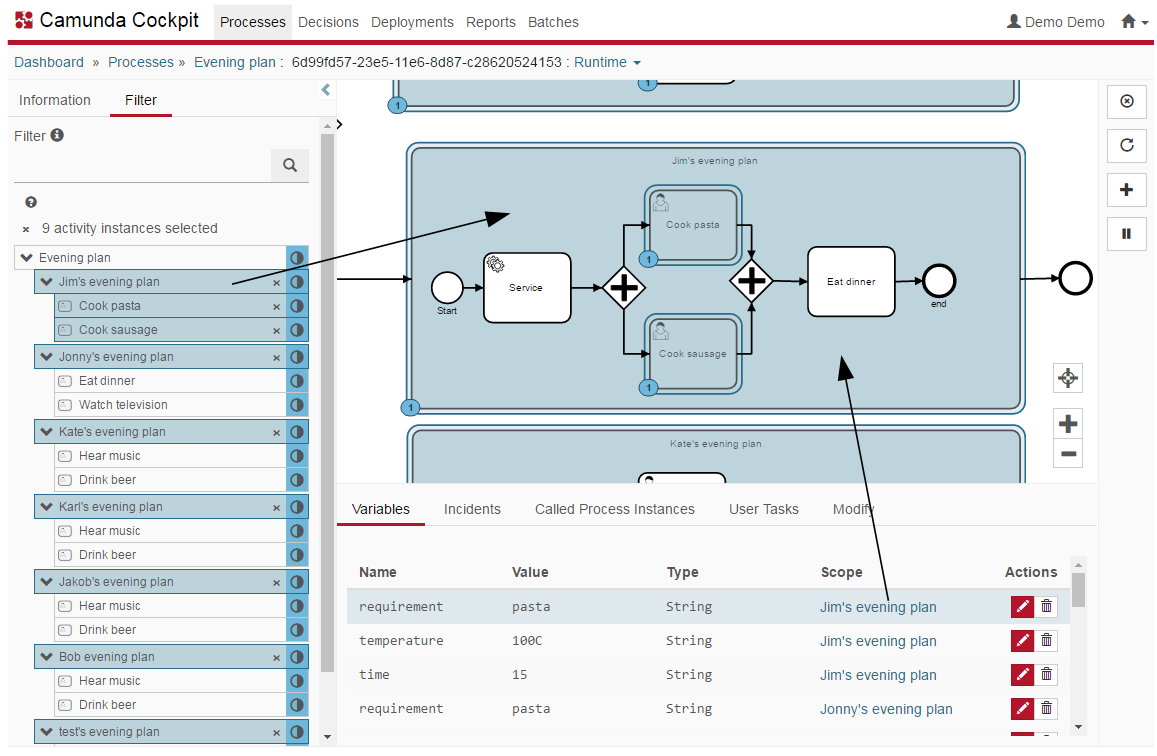 Camunda Cockpit Processes Decisions Deployments Reports Batches Demo Demo
Dashboard » Processes » Evening plan : 6d99fd57-23e5-11e6-8d87-c28620524153 : Runtime
Information Filter
Filter
9 activity instances selected
Evening plan
Jim's evening plan
Cook pasta
Cook sausage
Jonny's evening plan
Eat dinner
Watch television
Kate's evening plan
Hear music
Drink beer
Karl's evening plan
Hear music
Drink beer
Jakob's evening plan
Hear music
Drink beer
Bob evening plan
Hear music
Drink beer
test's evening plan
1
1
Jim's evening plan
Cook pasta
1
Start
Service
Eat dinner
end
Cook sausage
1
1
Kate's evening plan
Variables Incidents Called Process Instances User Tasks Modify
Name Value Type Scope Actions
requirement pasta String Jim's evening plan
temperature 100C String Jim's evening plan
time 15 String Jim's evening plan
requirement pasta String Jonny's evening plan